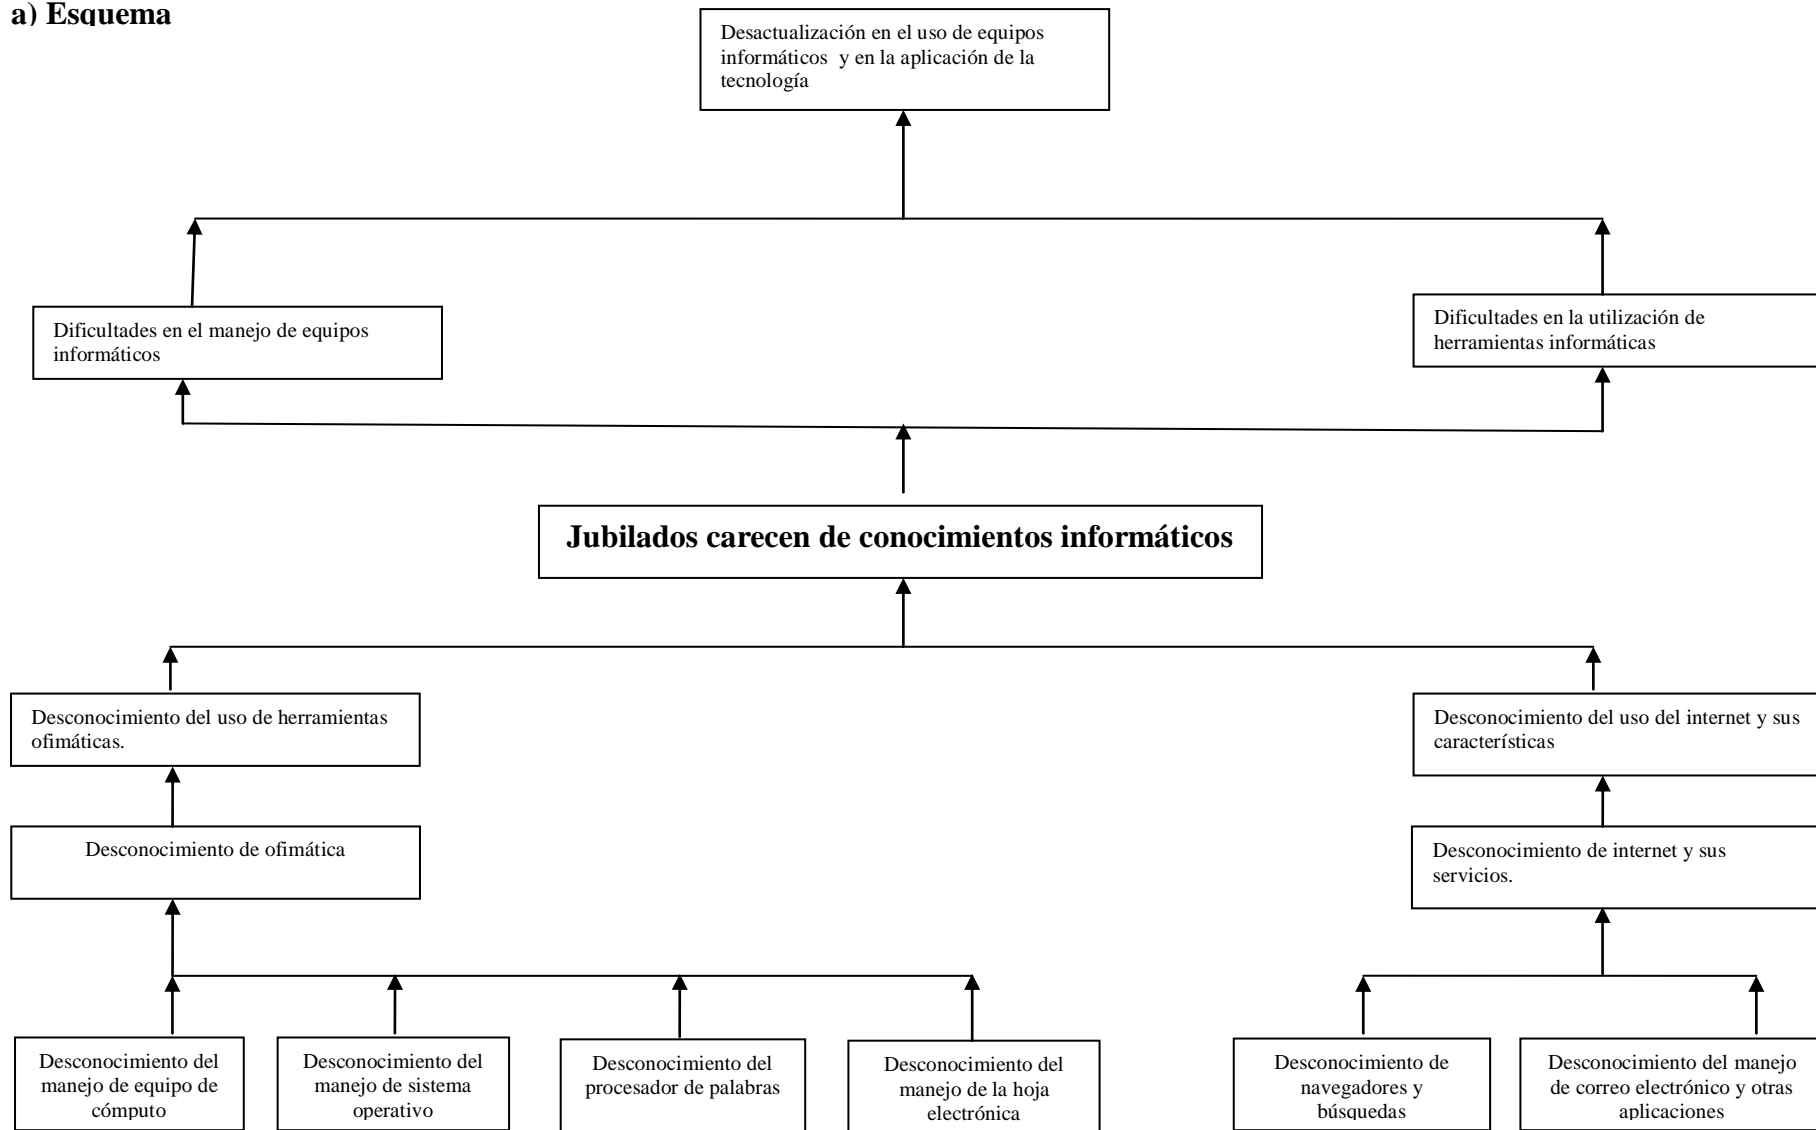 a) Esquema
Desactualización en el uso de equipos
informáticos y en la aplicación de la
tecnología
Dificultades en el manejo de equipos
informáticos
Dificultades en la utilización de
herramientas informáticas
Jubilados carecen de conocimientos informáticos
Desconocimiento del uso de herramientas
ofimáticas.
Desconocimiento del uso del internet y sus
características
Desconocimiento de ofimática
Desconocimiento de internet y sus
servicios.
Desconocimiento del
manejo de equipo de
cómputo
Desconocimiento del
manejo de sistema
operativo
Desconocimiento del
procesador de palabras
Desconocimiento del
manejo de la hoja
electrónica
Desconocimiento de
navegadores y
búsquedas
Desconocimiento del manejo
de correo electrónico y otras
aplicaciones